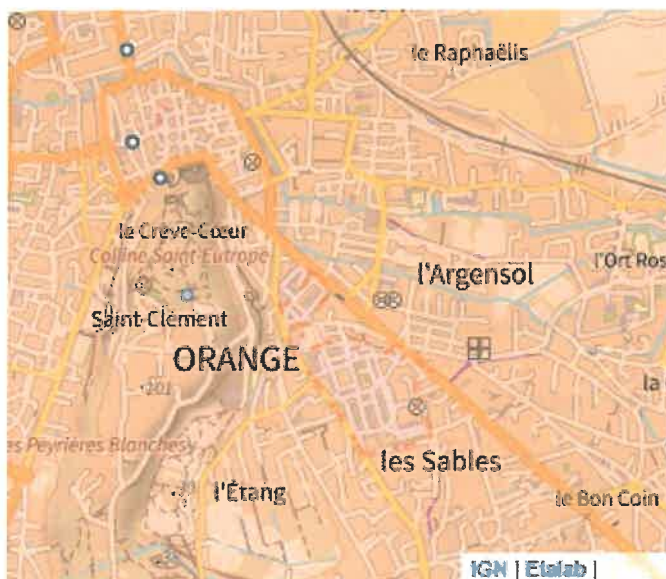 le Raphaëlis
le Crève-Cœur
Colline Saint-Eutrope
l'Argensol
l'Ort Ros
Saint-Clément
ORANGE
101
la
es Peyrières Blanches
les Sables
l'Étang
le Bon Coin
IGN | Etalab |